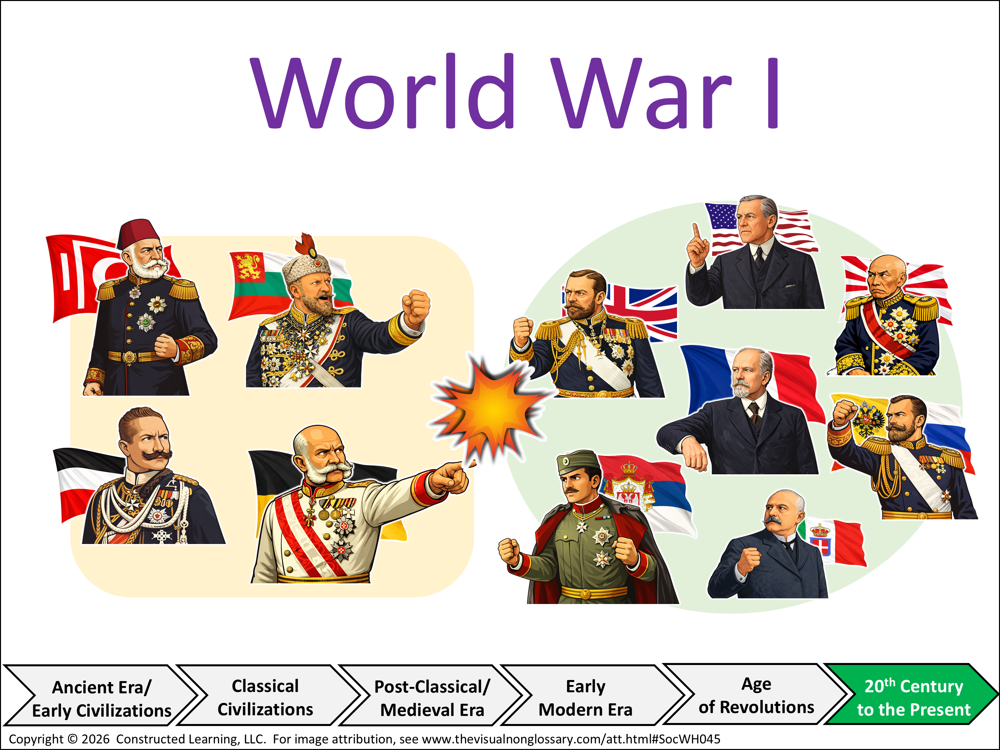 World War I
Ancient Era/
Early Civilizations
Classical
Civilizations
Post-Classical/
Medieval Era
Early
Modern Era
Age
of Revolutions
20th Century
to the Present
Copyright © 2026  Constructed Learning, LLC.  For image attribution, see www.thevisualnonglossary.com/att.html#SocWH045